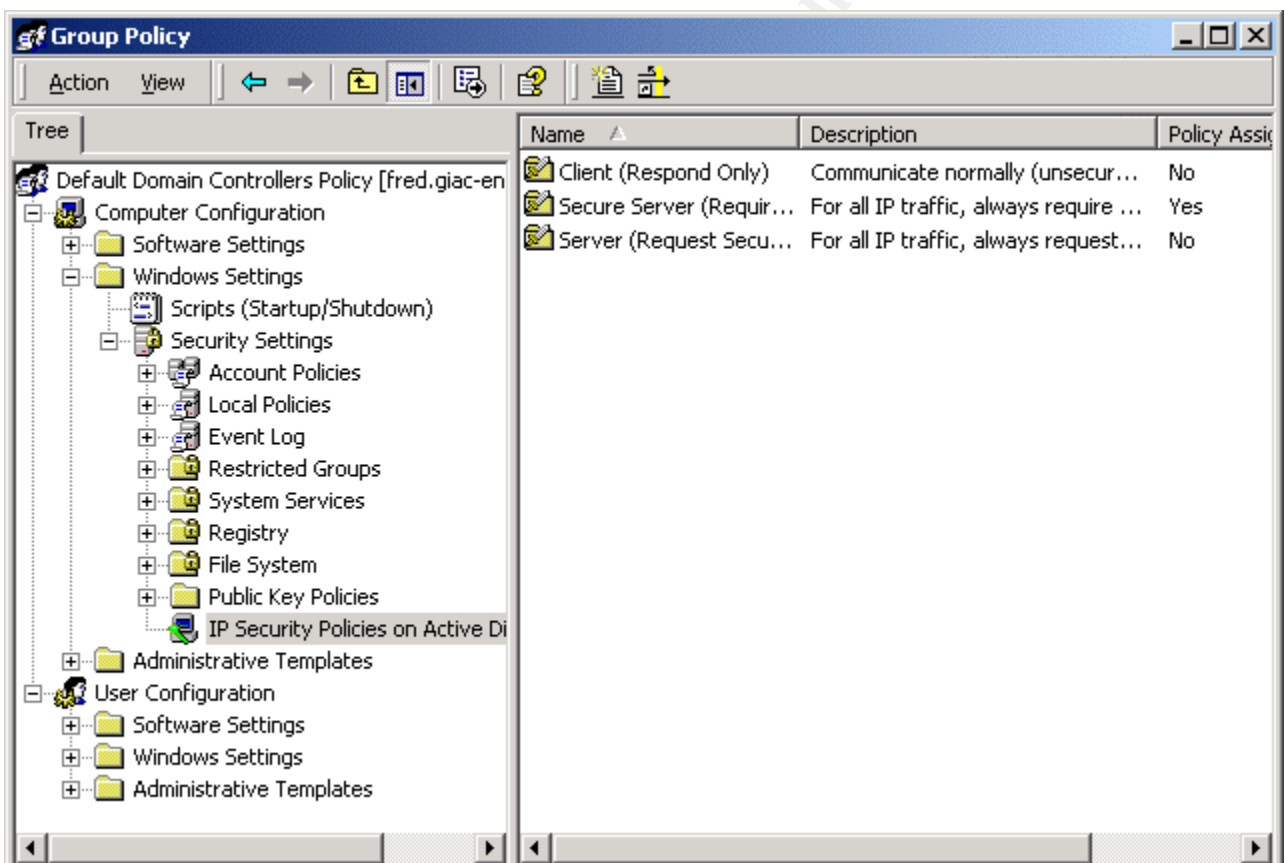 Group Policy
Action View
Tree
Name Description Policy Assig
Default Domain Controllers Policy [fred.giac-en
Computer Configuration
Software Settings
Windows Settings
Scripts (Startup/Shutdown)
Security Settings
Account Policies
Local Policies
Event Log
Restricted Groups
System Services
Registry
File System
Public Key Policies
IP Security Policies on Active Di
Administrative Templates
User Configuration
Software Settings
Windows Settings
Administrative Templates
Client (Respond Only) Communicate normally (unsecur... No
Secure Server (Requir... For all IP traffic, always require ... Yes
Server (Request Secu... For all IP traffic, always request... No